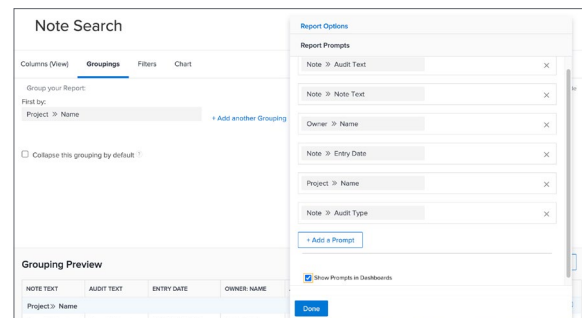 Note Search
Columns (View) Groupings Filters Chart
Group your Report:
First by:
Project » Name
+ Add another Grouping
Collapse this grouping by default
Grouping Preview
NOTE TEXT AUDIT TEXT ENTRY DATE OWNER: NAME
Project» Name
Report Options
Report Prompts
Note » Audit Text
Note » Note Text
Owner » Name
Note » Entry Date
Project » Name
Note » Audit Type
+ Add a Prompt
Show Prompts in Dashboards
Done